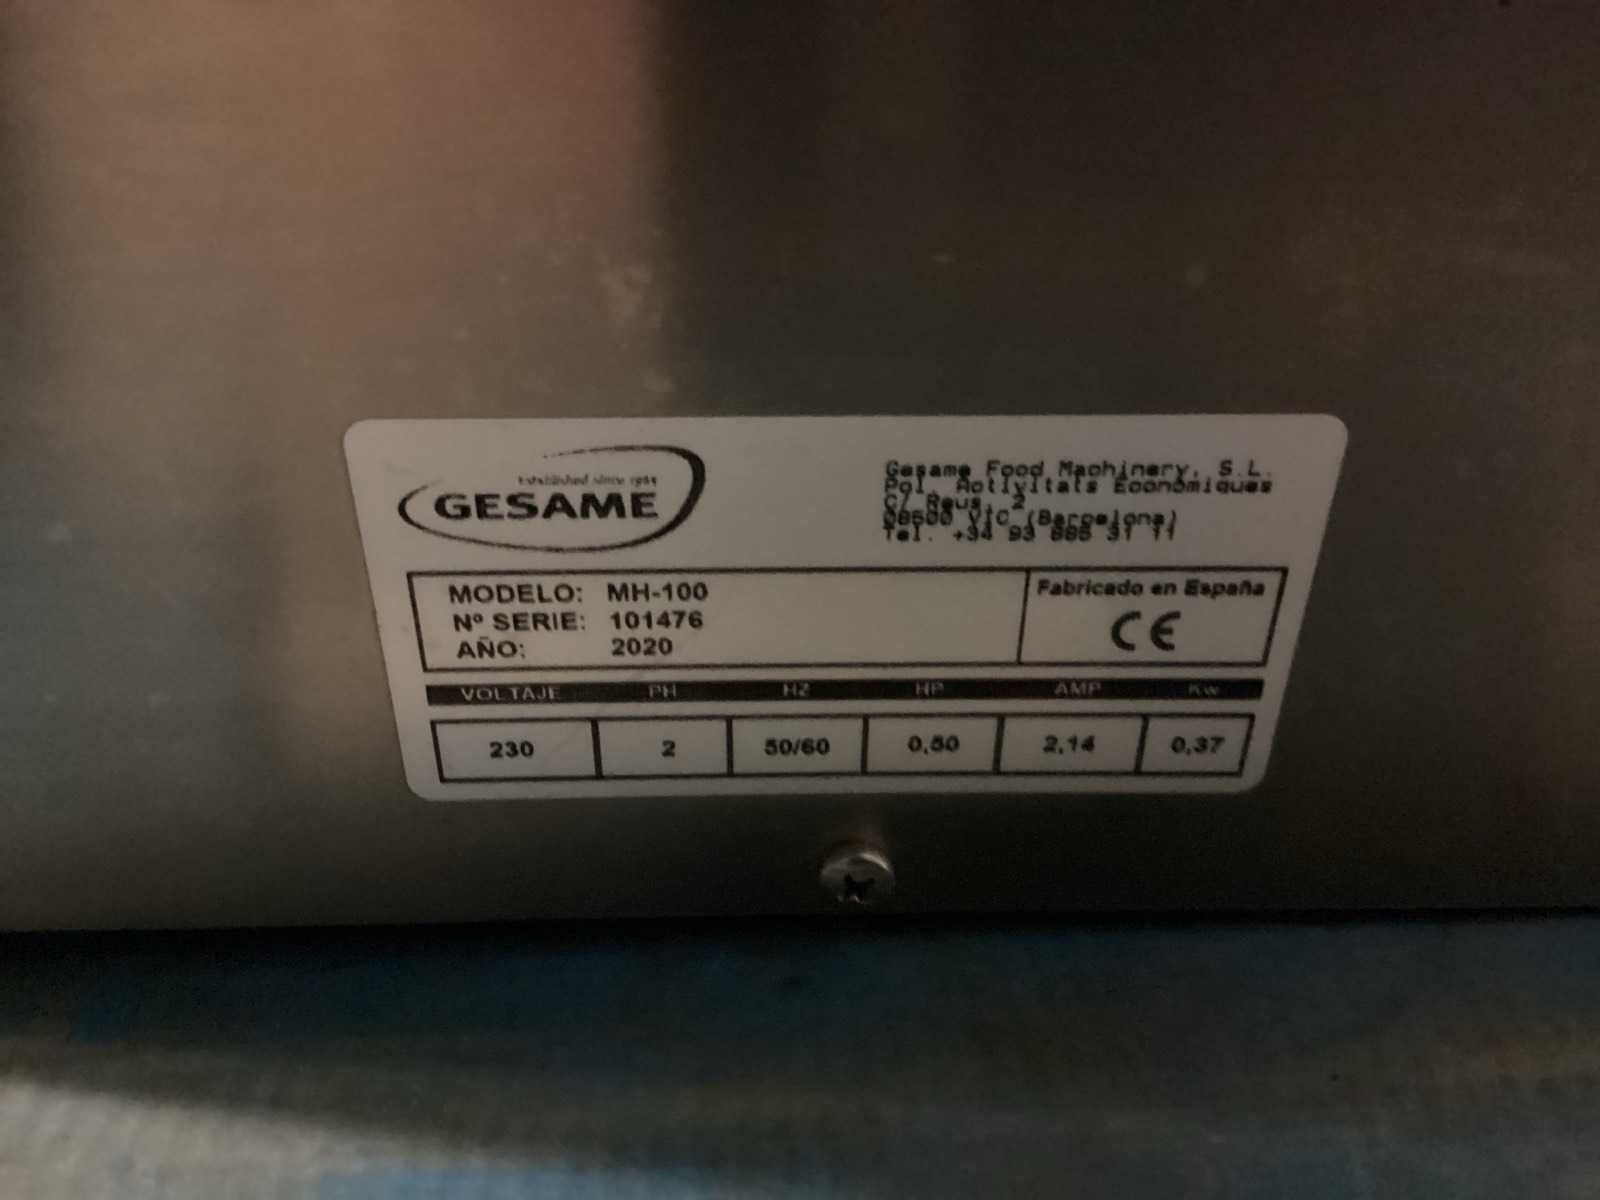 Established since 1984
GESAME
Gesame Food Machinery, S.L.
Pol. Activitats Econòmiques
C/ Reus, 2
08500 VIC (Barcelona)
Tel. +34 93 885 31 11
MODELO: MH-100
Nº SERIE: 101476
AÑO: 2020
Fabricado en España
CE
VOLTAJE PH HZ HP AMP Kw
230 2 50/60 0,50 2,14 0,37